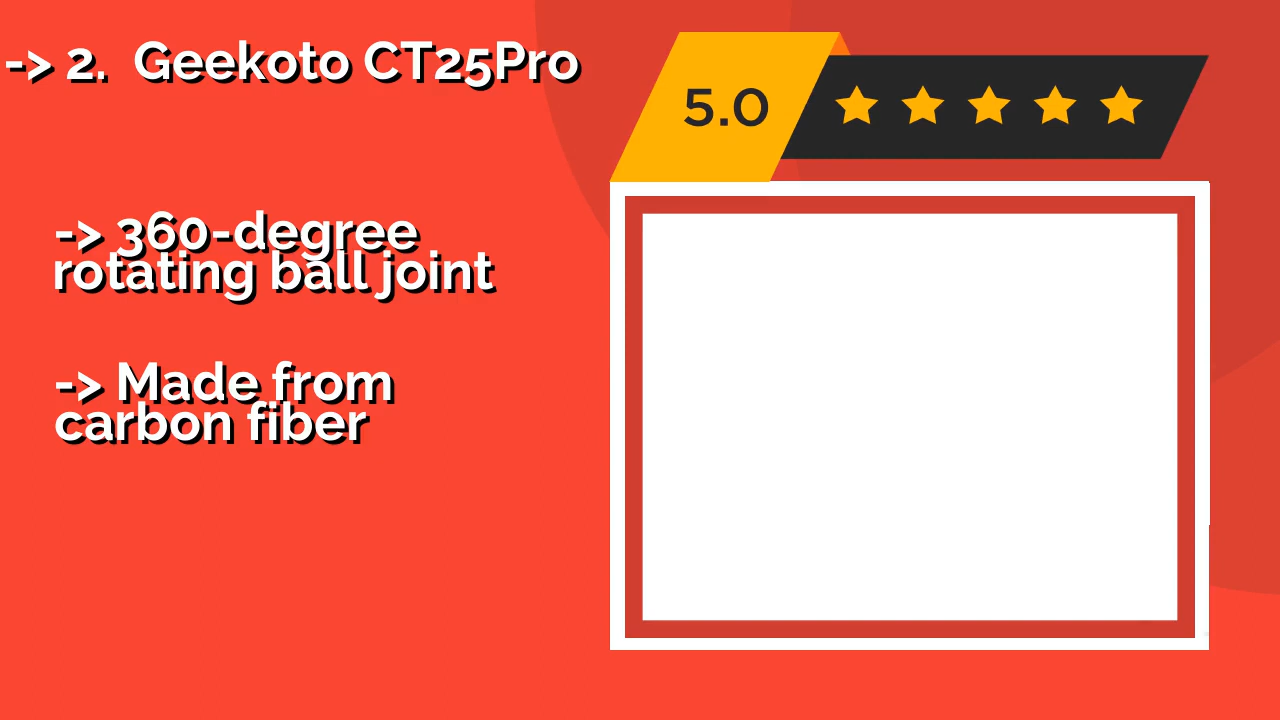 -> 2.  Geekoto CT25Pro
5.0
-> 360-degree
rotating ball joint
-> Made from
carbon fiber